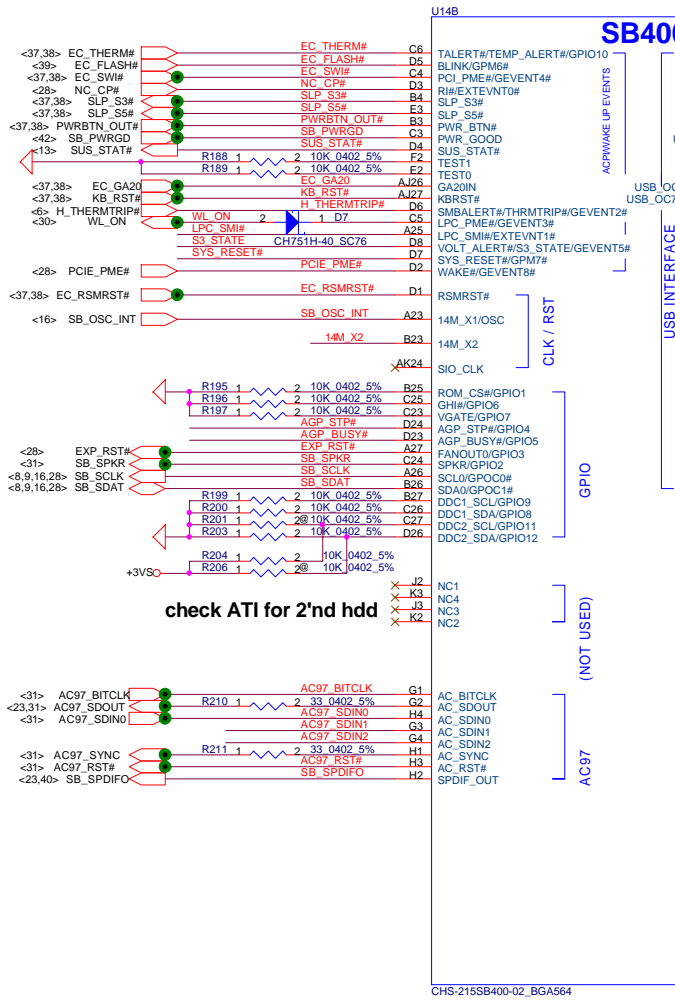 U14B
SB400
<37,38> EC_THERM# EC_THERM# C6 TALERT#/TEMP_ALERT#/GPIO10
<39> EC_FLASH# EC_FLASH# D5 BLINK/GPM6#
<37,38> EC_SWI# EC_SWI# C4 PCI_PME#/GEVENT4#
<28> NC_CP# NC_CP# D3 RI#/EXTEVNT0#
<37,38> SLP_S3# SLP_S3# B4 SLP_S3#
<37,38> SLP_S5# SLP_S5# E3 SLP_S5#
<37,38> PWRBTN_OUT# PWRBTN_OUT# B3 PWR_BTN#
<42> SB_PWRGD SB_PWRGD C3 PWR_GOOD
<13> SUS_STAT# SUS_STAT# D4 SUS_STAT#
R188 1 2 10K_0402_5% F2 TEST1
R189 1 2 10K_0402_5% E2 TEST0
<37,38> EC_GA20 EC_GA20 AJ26 GA20IN
<37,38> KB_RST# KB_RST# AJ27 KBRST#
<6> H_THERMTRIP# H_THERMTRIP# D6 SMBALERT#/THRMTRIP#/GEVENT2#
<30> WL_ON WL_ON 2 1 D7 C5 LPC_PME#/GEVENT3#
CH751H-40_SC76
LPC_SMI# A25 LPC_SMI#/EXTEVNT1#
S3_STATE D8 VOLT_ALERT#/S3_STATE/GEVENT5#
SYS_RESET# D7 SYS_RESET#/GPM7#
<28> PCIE_PME# PCIE_PME# D2 WAKE#/GEVENT8#
ACPI/WAKE UP EVENTS
USB_OC
USB_OC7
USB INTERFACE
<37,38> EC_RSMRST# EC_RSMRST# D1 RSMRST#
<16> SB_OSC_INT SB_OSC_INT A23 14M_X1/OSC
14M_X2 B23 14M_X2
AK24 SIO_CLK
CLK / RST
R195 1 2 10K_0402_5% B25 ROM_CS#/GPIO1
R196 1 2 10K_0402_5% C25 GHI#/GPIO6
R197 1 2 10K_0402_5% C23 VGATE/GPIO7
AGP_STP# D24 AGP_STP#/GPIO4
AGP_BUSY# D23 AGP_BUSY#/GPIO5
<28> EXP_RST# EXP_RST# A27 FANOUT0/GPIO3
<31> SB_SPKR SB_SPKR C24 SPKR/GPIO2
<8,9,16,28> SB_SCLK SB_SCLK A26 SCL0/GPOC0#
<8,9,16,28> SB_SDAT SB_SDAT B26 SDA0/GPOC1#
R199 1 2 10K_0402_5% B27 DDC1_SCL/GPIO9
R200 1 2 10K_0402_5% C26 DDC1_SDA/GPIO8
R201 1 2@ 10K_0402_5% C27 DDC2_SCL/GPIO11
R203 1 2 10K_0402_5% D26 DDC2_SDA/GPIO12
GPIO
R204 1 2 10K_0402_5%
+3VS R206 1 2@ 10K_0402_5%
check ATI for 2'nd hdd
J2 NC1
K3 NC4
J3 NC3
K2 NC2
(NOT USED)
<31> AC97_BITCLK AC97_BITCLK G1 AC_BITCLK
<23,31> AC97_SDOUT R210 1 2 33_0402_5% G2 AC_SDOUT
<31> AC97_SDIN0 AC97_SDIN0 H4 AC_SDIN0
AC97_SDIN1 G3 AC_SDIN1
AC97_SDIN2 G4 AC_SDIN2
<31> AC97_SYNC R211 1 2 33_0402_5% H1 AC_SYNC
<31> AC97_RST# AC97_RST# H3 AC_RST#
<23,40> SB_SPDIFO SB_SPDIFO H2 SPDIF_OUT
AC97
CHS-215SB400-02_BGA564